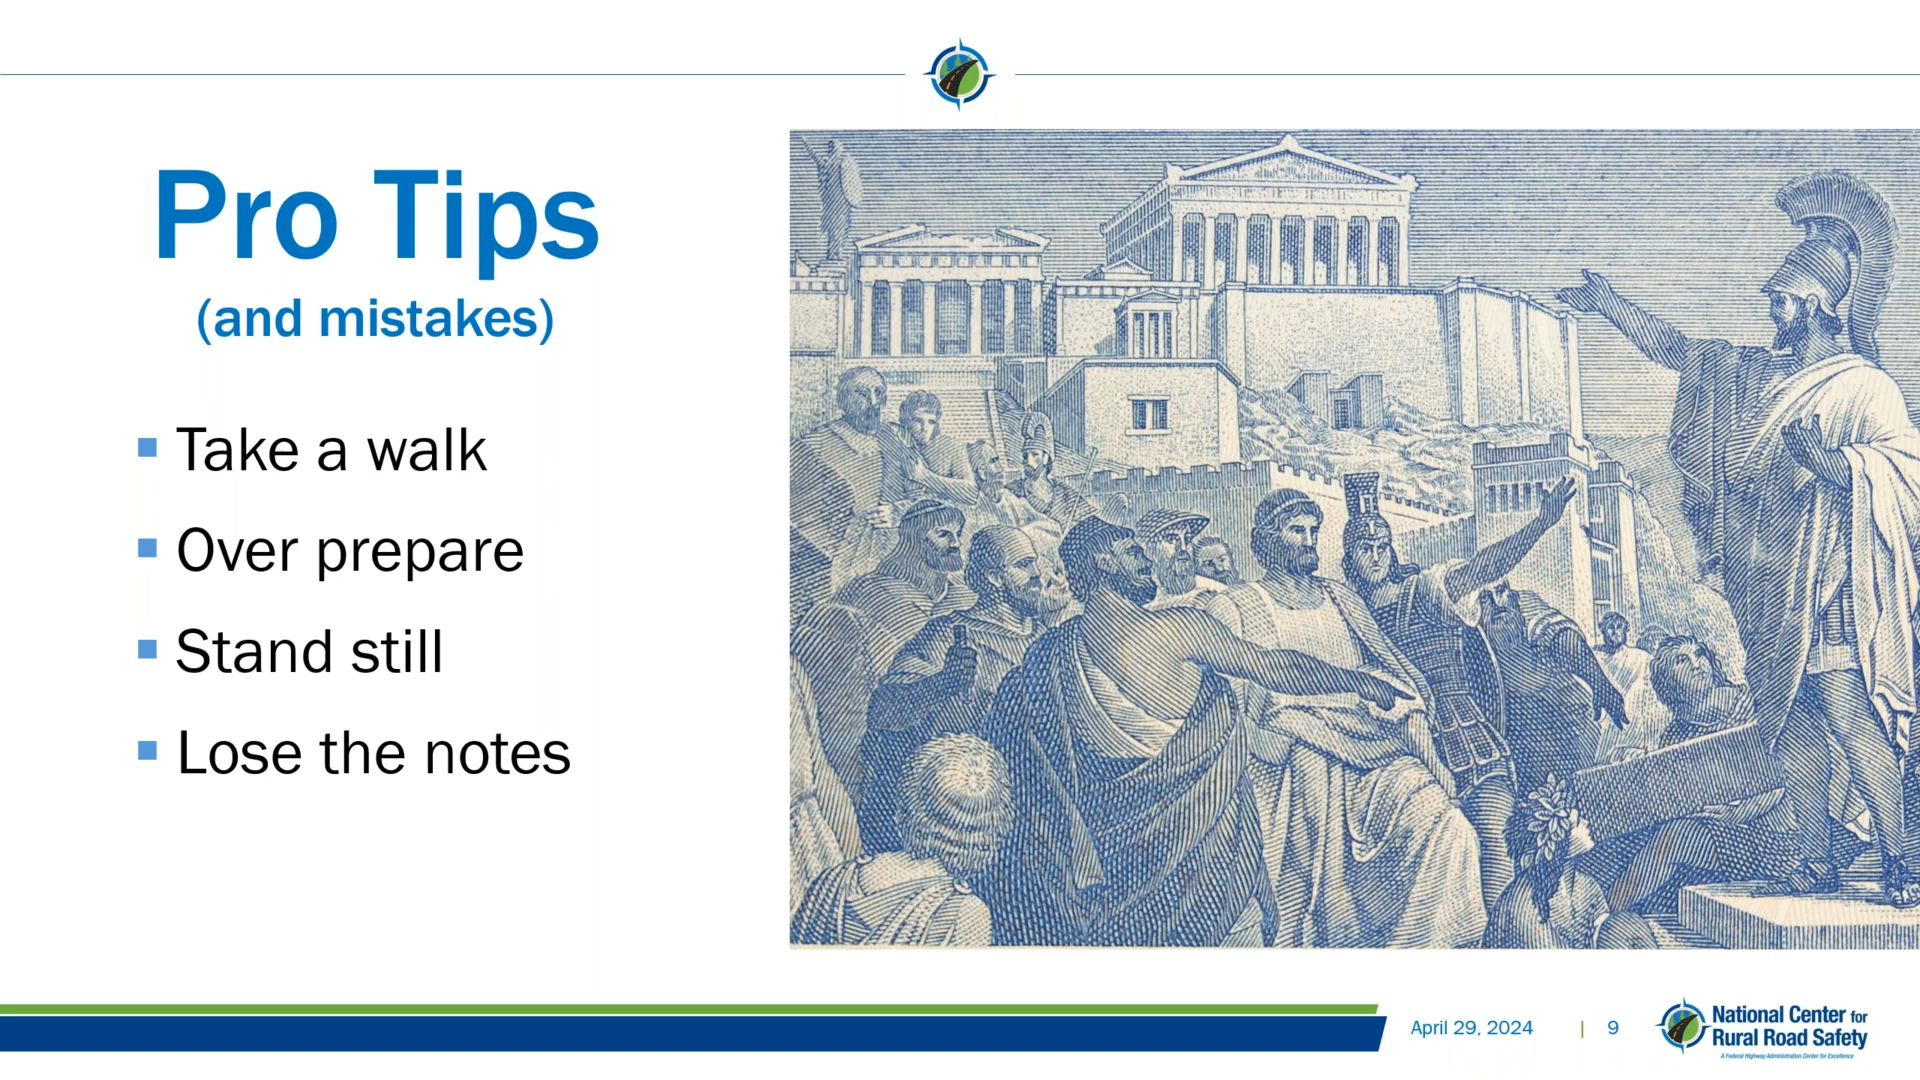 Pro Tips
(and mistakes)
Take a walk
Over prepare
Stand still
Lose the notes
April 29, 2024 | 9
National Center for
Rural Road Safety
A Federal Highway Administration Center for Excellence